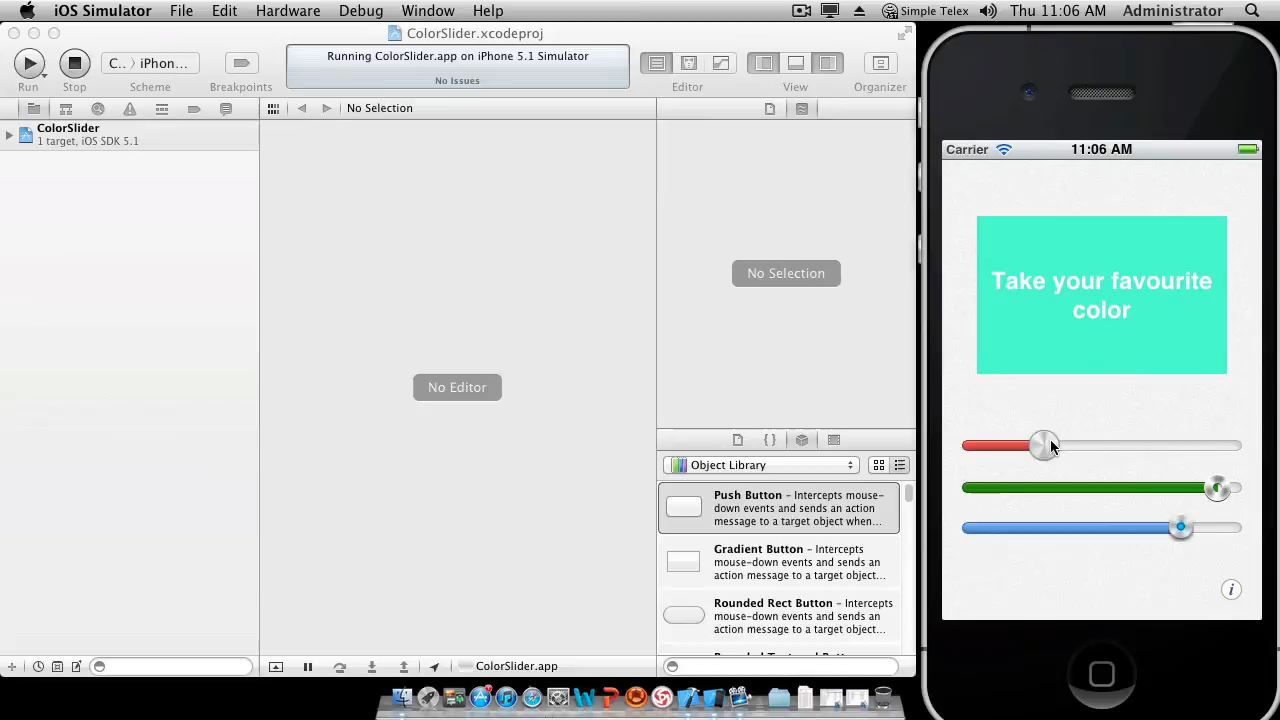 iOS Simulator File Edit Hardware Debug Window Help Simple Telex Thu 11:06 AM Administrator
ColorSlider.xcodeproj
C.. iPhon...
Running ColorSlider.app on iPhone 5.1 Simulator
No Issues
Run Stop Scheme Breakpoints Editor View Organizer
No Selection
ColorSlider
1 target, iOS SDK 5.1
No Editor
No Selection
Object Library
Push Button – Intercepts mouse-
down events and sends an action
message to a target object when...
Gradient Button – Intercepts
mouse-down events and sends an
action message to a target object...
Rounded Rect Button – Intercepts
mouse-down events and sends an
action message to a target object...
ColorSlider.app
Carrier 11:06 AM
Take your favourite
color
i